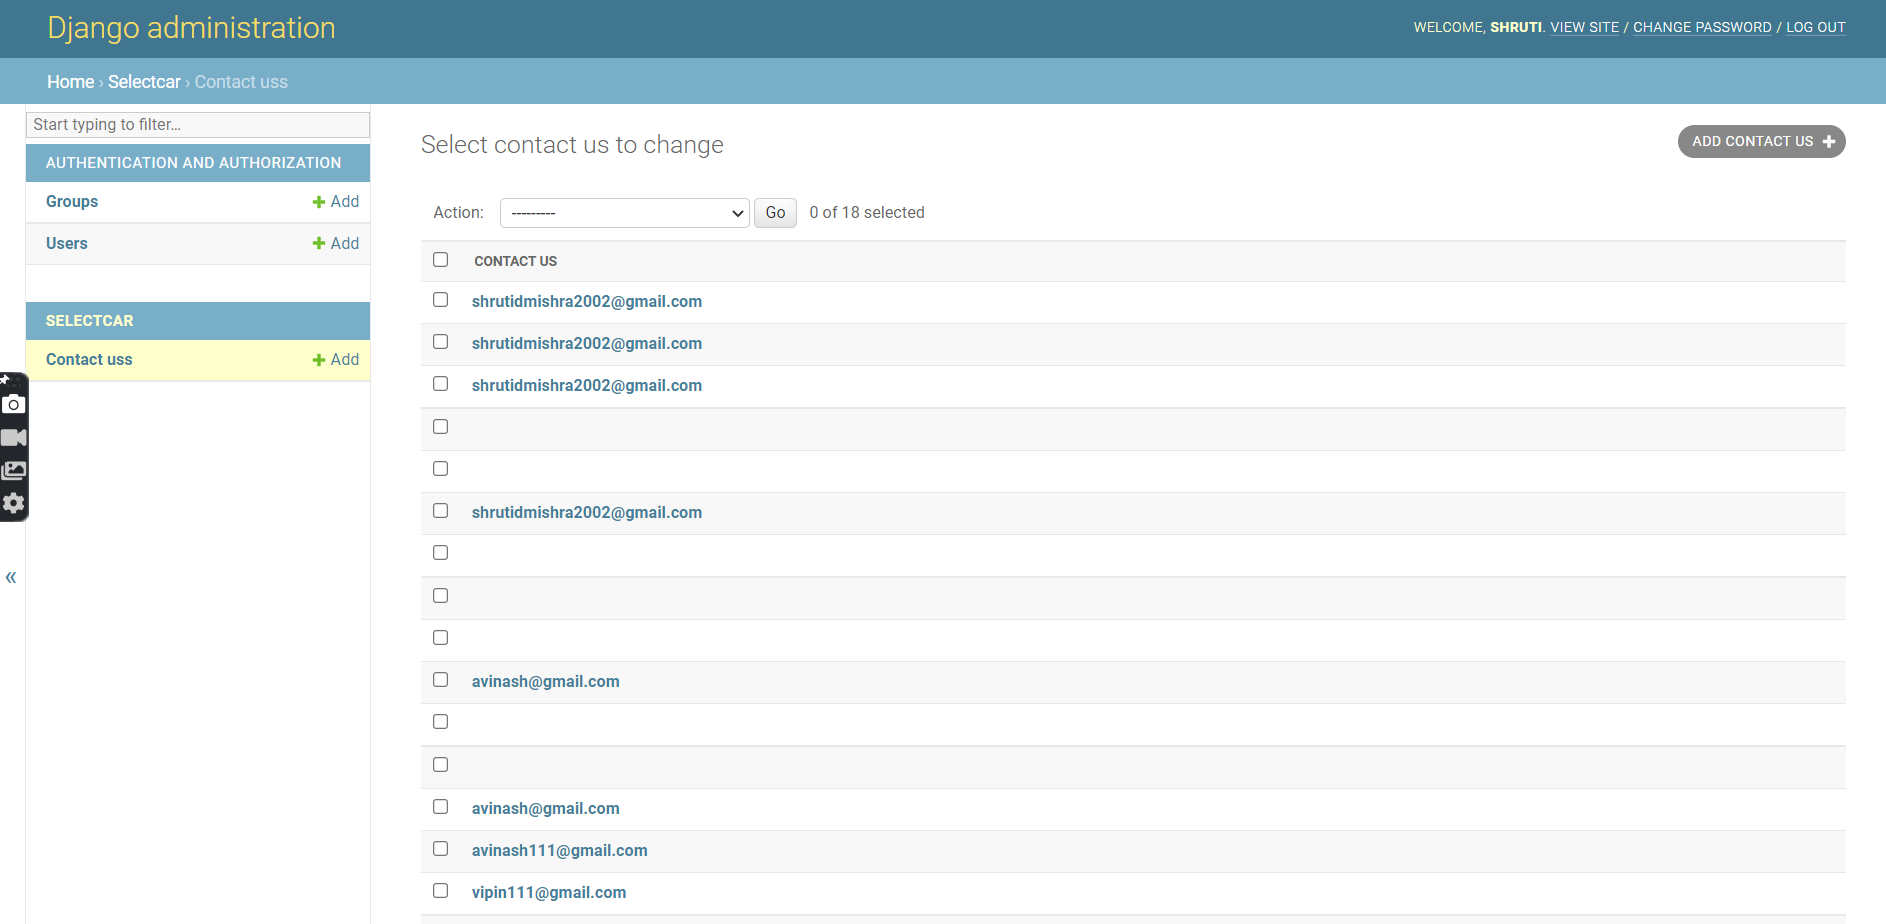 Django administration
WELCOME, SHRUTI. VIEW SITE / CHANGE PASSWORD / LOG OUT
Home › Selectcar › Contact uss
Start typing to filter…
AUTHENTICATION AND AUTHORIZATION
Groups Add
Users Add
SELECTCAR
Contact uss Add
«
Select contact us to change
ADD CONTACT US
Action: --------- Go 0 of 18 selected
CONTACT US
shrutidmishra2002@gmail.com
shrutidmishra2002@gmail.com
shrutidmishra2002@gmail.com
shrutidmishra2002@gmail.com
avinash@gmail.com
avinash@gmail.com
avinash111@gmail.com
vipin111@gmail.com